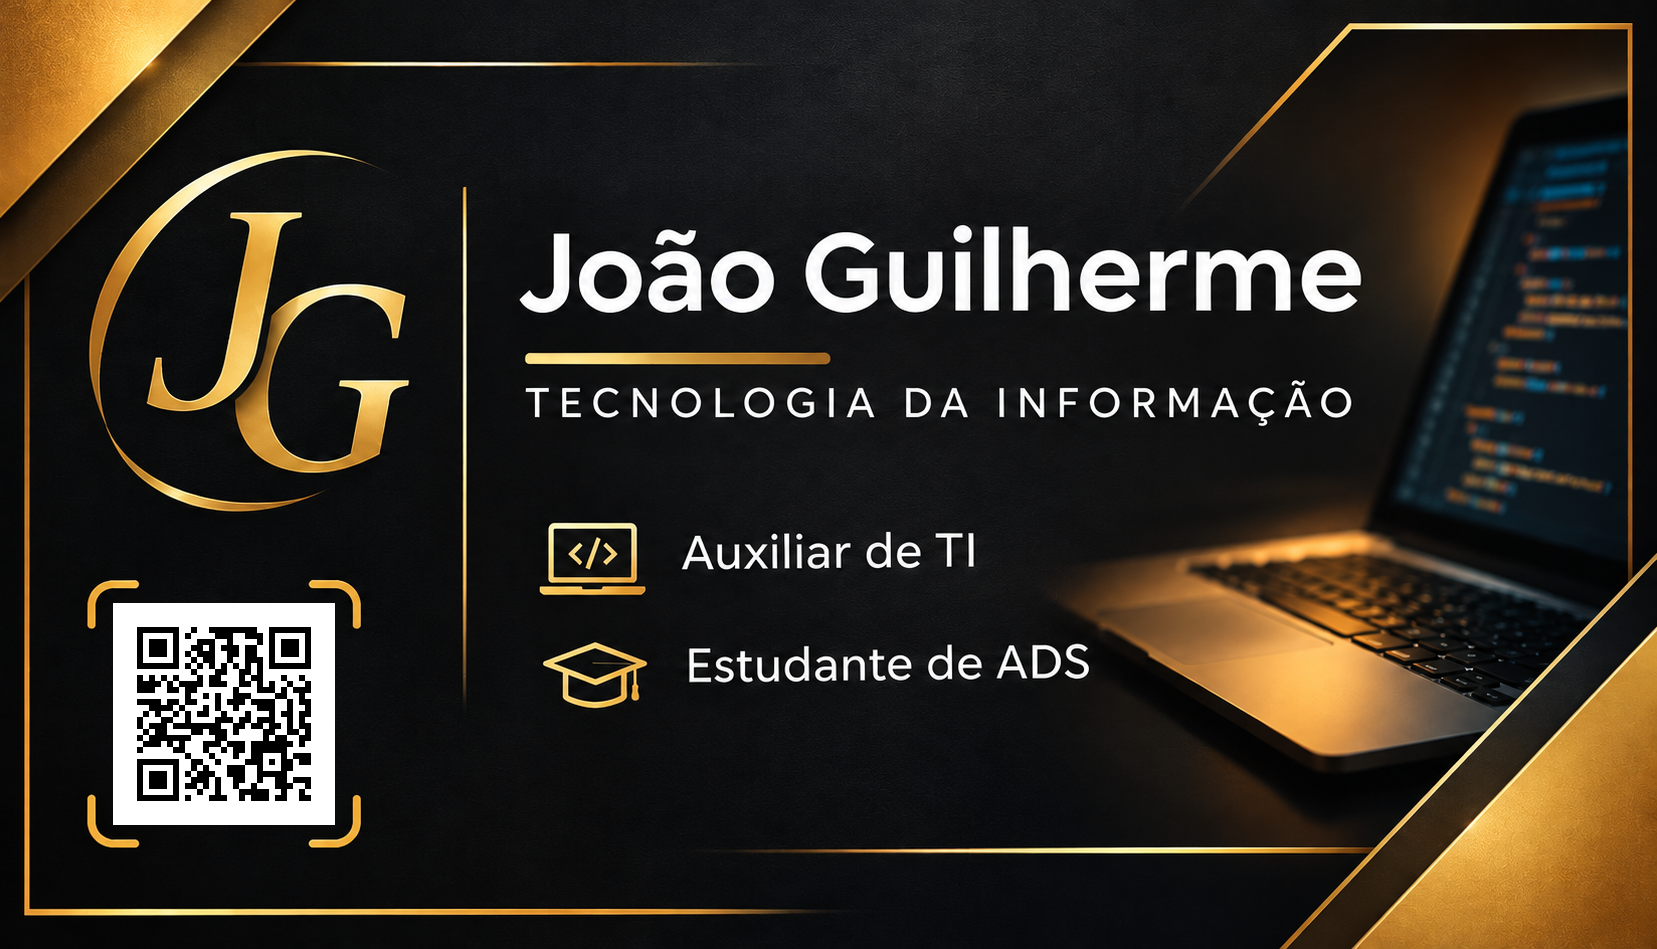 JG
João Guilherme
TECNOLOGIA DA INFORMAÇÃO
</>
Auxiliar de TI
Estudante de ADS